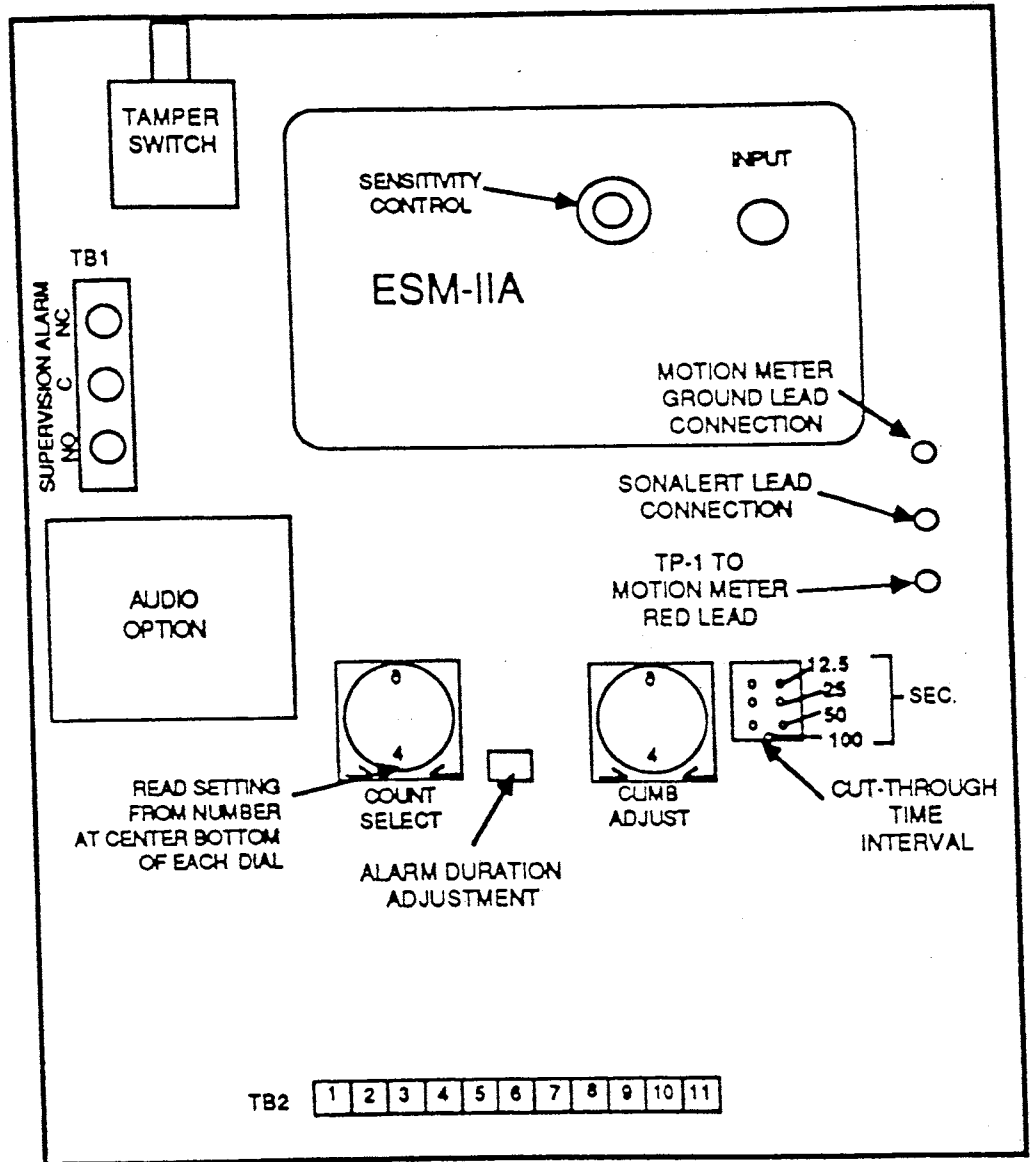 TAMPER
SWITCH
INPUT
SENSITIVITY
CONTROL
ESM-IIA
TB1
SUPERVISION ALARM
NC
C
NO
MOTION METER
GROUND LEAD
CONNECTION
SONALERT LEAD
CONNECTION
TP-1 TO
MOTION METER
RED LEAD
AUDIO
OPTION
8
4
COUNT
SELECT
8
4
CLIMB
ADJUST
12.5
25
50
100
SEC.
READ SETTING
FROM NUMBER
AT CENTER BOTTOM
OF EACH DIAL
ALARM DURATION
ADJUSTMENT
CUT-THROUGH
TIME
INTERVAL
TB2 1 2 3 4 5 6 7 8 9 10 11